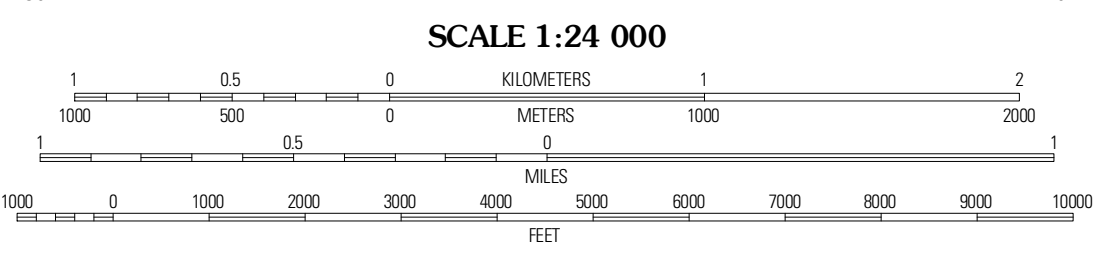 SCALE 1:24 000
1 0.5 0 KILOMETERS 1 2
1000 500 0 METERS 1000 2000
1 0.5 0 1
MILES
1000 0 1000 2000 3000 4000 5000 6000 7000 8000 9000 10000
FEET